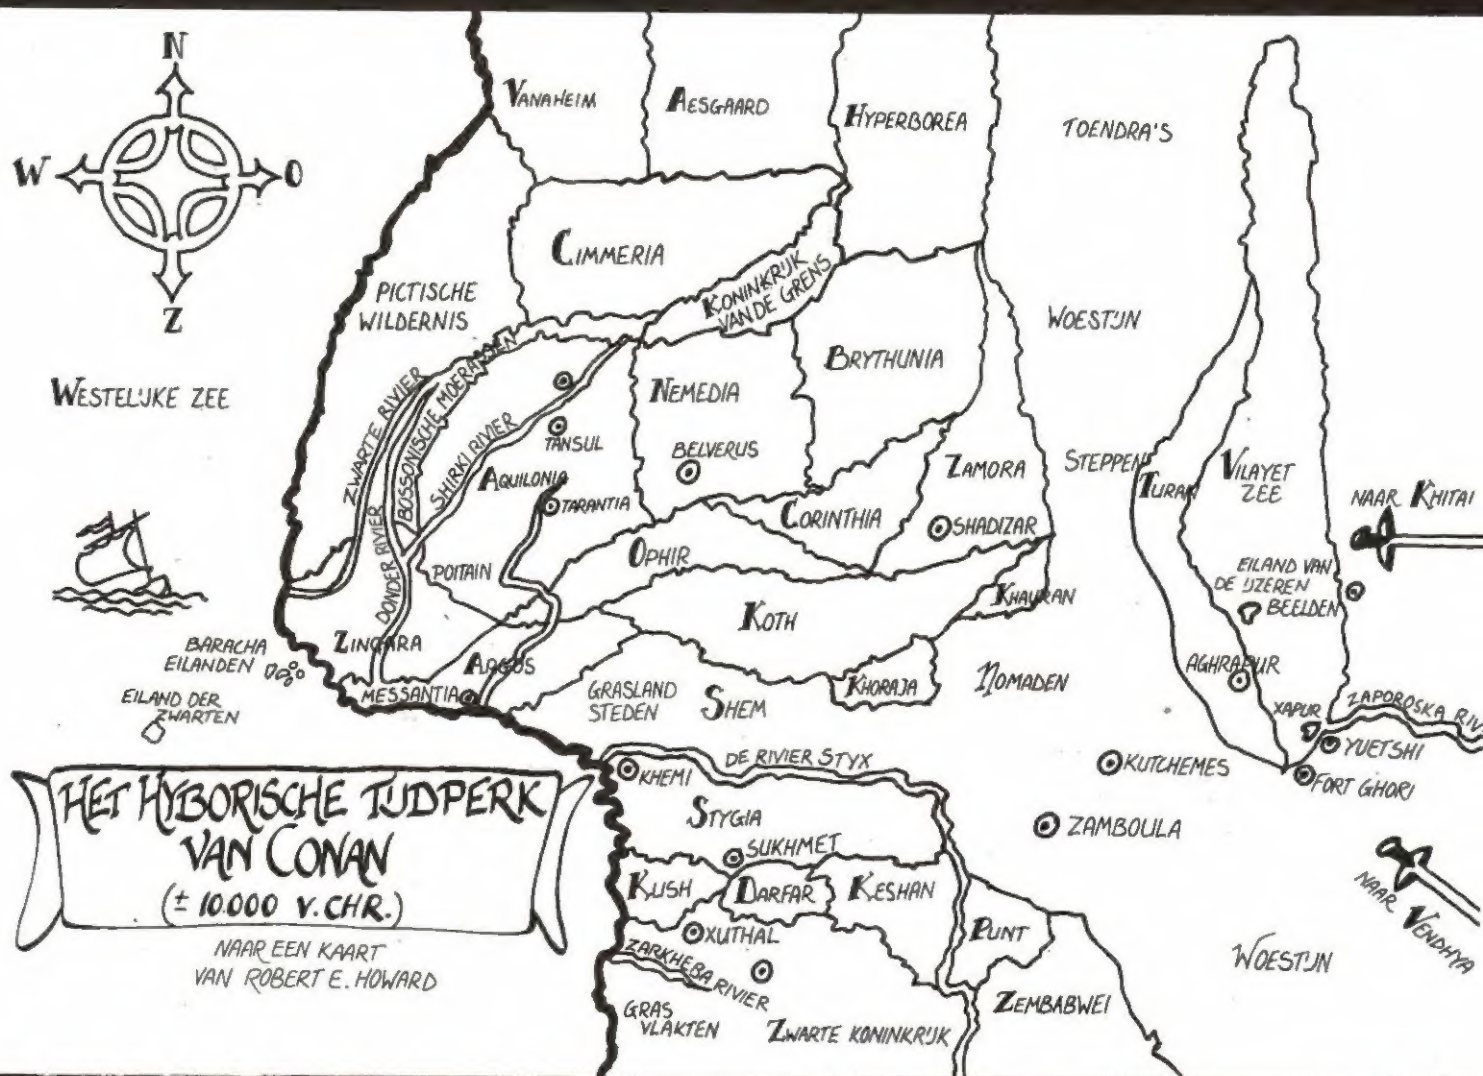 N
W
O
Z
VANAHEIM
AESGAARD
HYPERBOREA
TOENDRA'S
CIMMERIA
KONINKRIJK
VAN DE GRENS
PICTISCHE
WILDERNIS
WOESTIJN
WESTELIJKE ZEE
ZWARTE RIVIER
BOSSONISCHE MOERASSEN
SHIRKI RIVIER
DONDER RIVIER
TANSUL
AQUILONIA
TARANTIA
NEMEDIA
BELVERUS
BRYTHUNIA
ZAMORA
SHADIZAR
STEPPEN
TURAN
VILAYET
ZEE
NAAR KHITAI
CORINTHIA
OPHIR
POITAIN
KOTH
KHAURAN
EILAND VAN
DE IJZEREN
BEELDEN
ZINGARA
ARGOS
MESSANTIA
BARACHA
EILANDEN
EILAND DER
ZWARTEN
GRASLAND
STEDEN
SHEM
KHORAJA
NOMADEN
AGHRAPUR
XAPUR
ZAPOROSKA RIV
YUETSHI
FORT GHORI
KUTCHEMES
ZAMBOULA
DE RIVIER STYX
KHEMI
STYGIA
SUKHMET
KUSH
DARFAR
KESHAN
PUNT
XUTHAL
ZARKHEBA RIVIER
GRAS
VLAKTEN
ZWARTE KONINKRIJK
ZEMBABWEI
WOESTIJN
NAAR VENDHYA
HET HYBORISCHE TIJDPERK
VAN CONAN
(± 10.000 V. CHR.)
NAAR EEN KAART
VAN ROBERT E. HOWARD